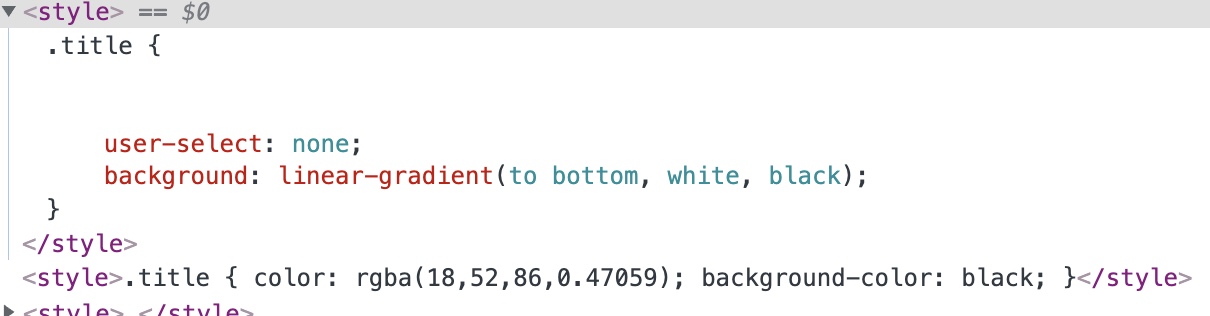 ▼<style> == $0
.title {
user-select: none;
background: linear-gradient(to bottom, white, black);
}
</style>
<style>.title { color: rgba(18,52,86,0.47059); background-color: black; }</style>
▶<style> </style>